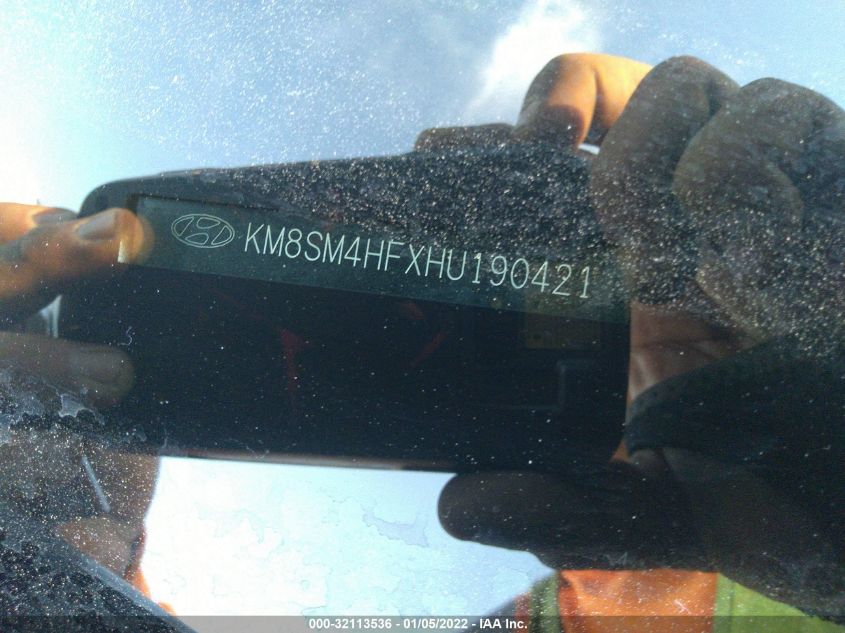 KM8SM4HFXHU190421
000-32113536 - 01/05/2022 - IAA Inc.